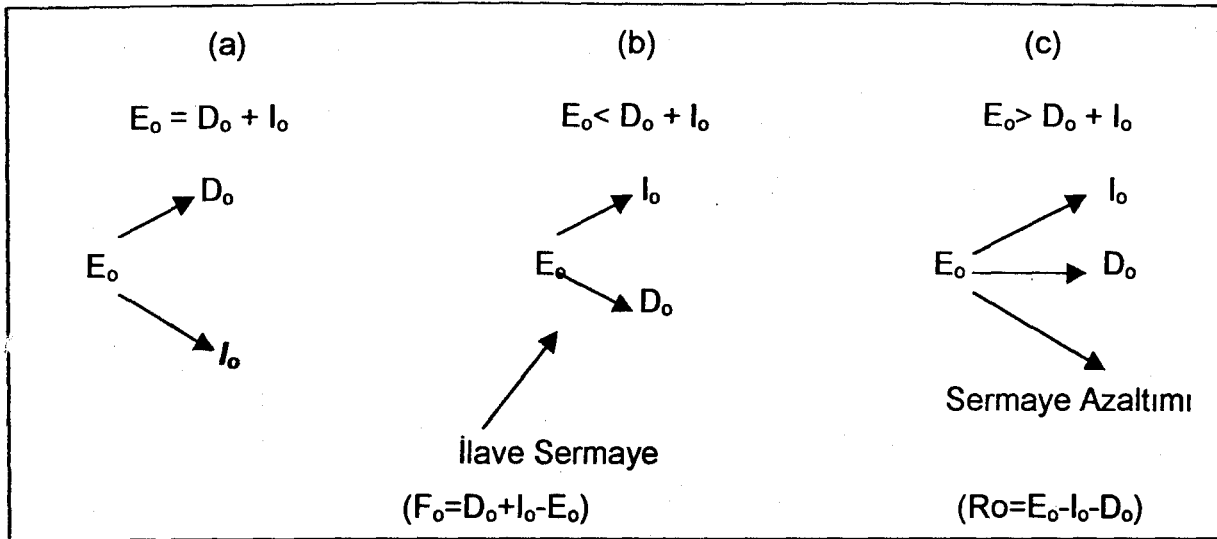 (a) (b) (c)
Eₒ = Dₒ + Iₒ Eₒ< Dₒ + Iₒ Eₒ> Dₒ + Iₒ
Dₒ Iₒ Iₒ
Eₒ Eₒ Eₒ Dₒ
Dₒ
Iₒ
Sermaye Azaltımı
İlave Sermaye
(Fₒ=Dₒ+Iₒ-Eₒ) (Ro=Eₒ-Iₒ-Dₒ)